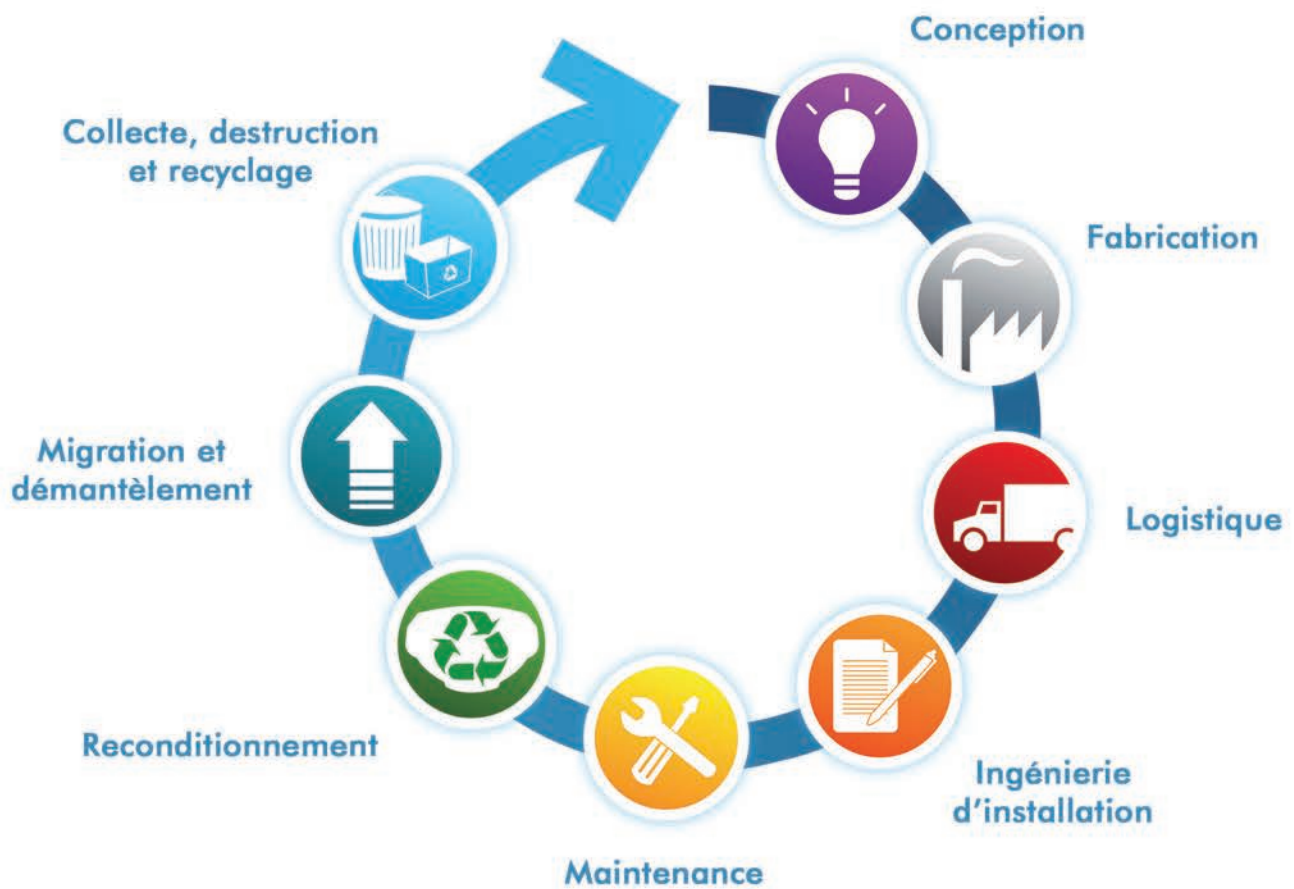 Conception
Fabrication
Logistique
Ingénierie
d'installation
Maintenance
Reconditionnement
Migration et
démantèlement
Collecte, destruction
et recyclage